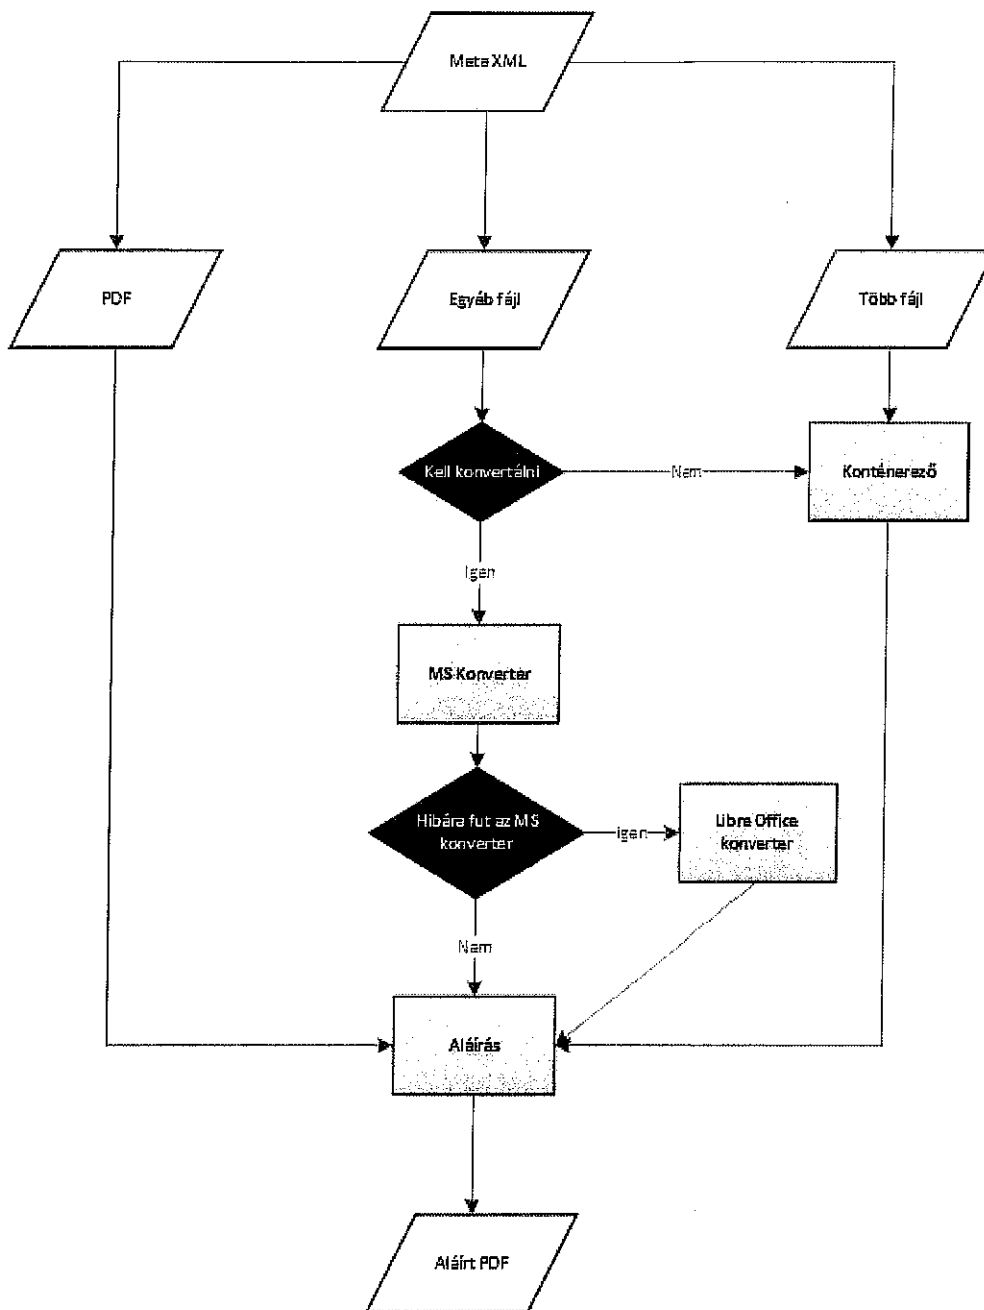 Meta XML
PDF
Egyéb fájl
Több fájl
Kell konvertálni
Nem
Konténerező
Igen
MS Konverter
Hibára fut az MS
konverter
Igen
Libre Office
konverter
Nem
Aláírás
Aláírt PDF